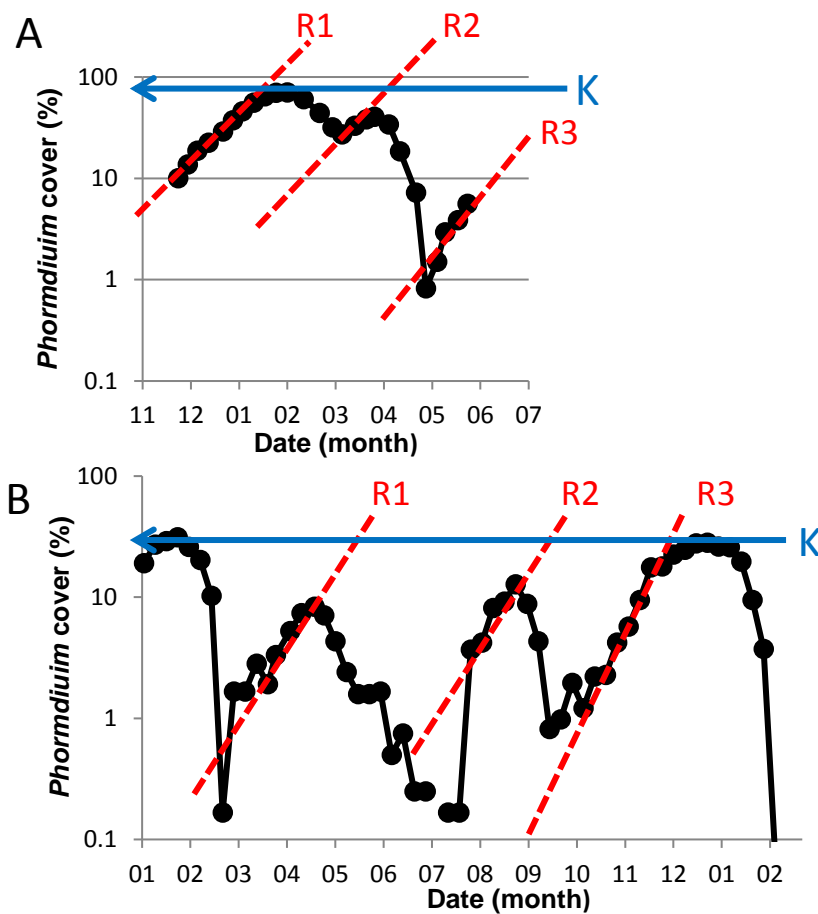 A
R1
R2
R3
K
Phormdiuim cover (%)
100
10
1
0.1
11 12 01 02 03 04 05 06 07
Date (month)
B
R1
R2
R3
K
Phormdiuim cover (%)
100
10
1
0.1
01 02 03 04 05 06 07 08 09 10 11 12 01 02
Date (month)